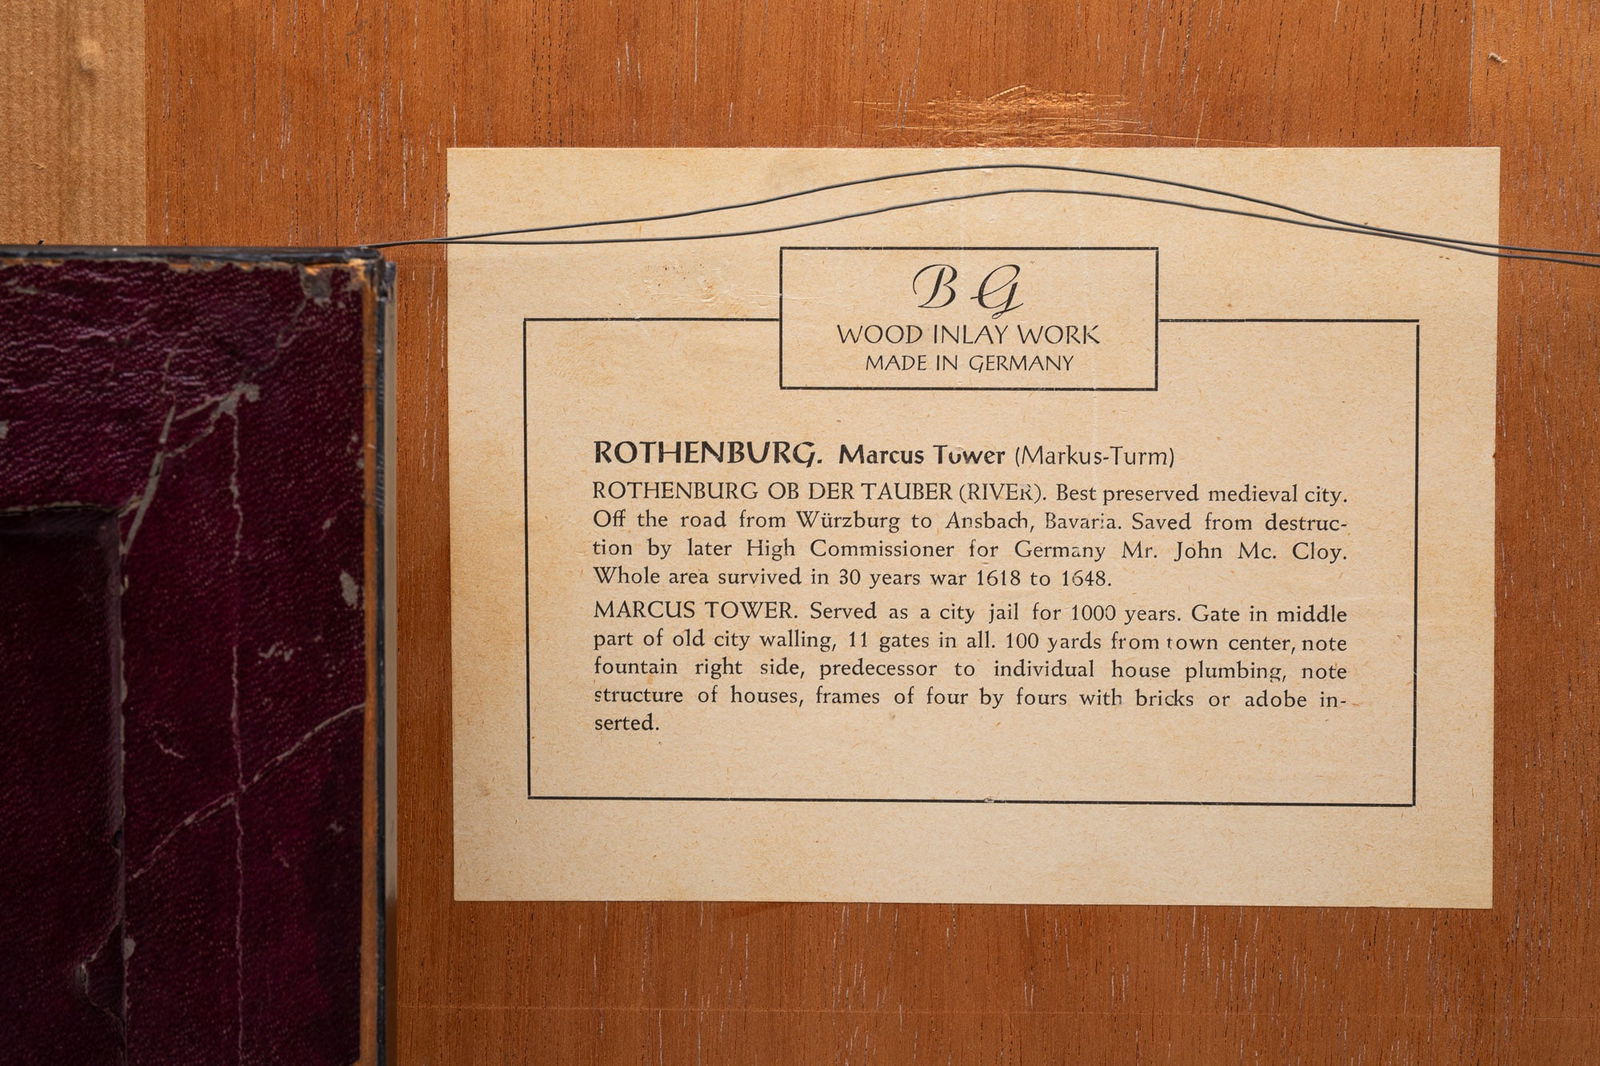 B G
WOOD INLAY WORK
MADE IN GERMANY
ROTHENBURG. Marcus Tower (Markus-Turm)
ROTHENBURG OB DER TAUBER (RIVER). Best preserved medieval city.
Off the road from Würzburg to Ansbach, Bavaria. Saved from destruc-
tion by later High Commissioner for Germany Mr. John Mc. Cloy.
Whole area survived in 30 years war 1618 to 1648.
MARCUS TOWER. Served as a city jail for 1000 years. Gate in middle
part of old city walling, 11 gates in all. 100 yards from town center, note
fountain right side, predecessor to individual house plumbing, note
structure of houses, frames of four by fours with bricks or adobe in-
serted.